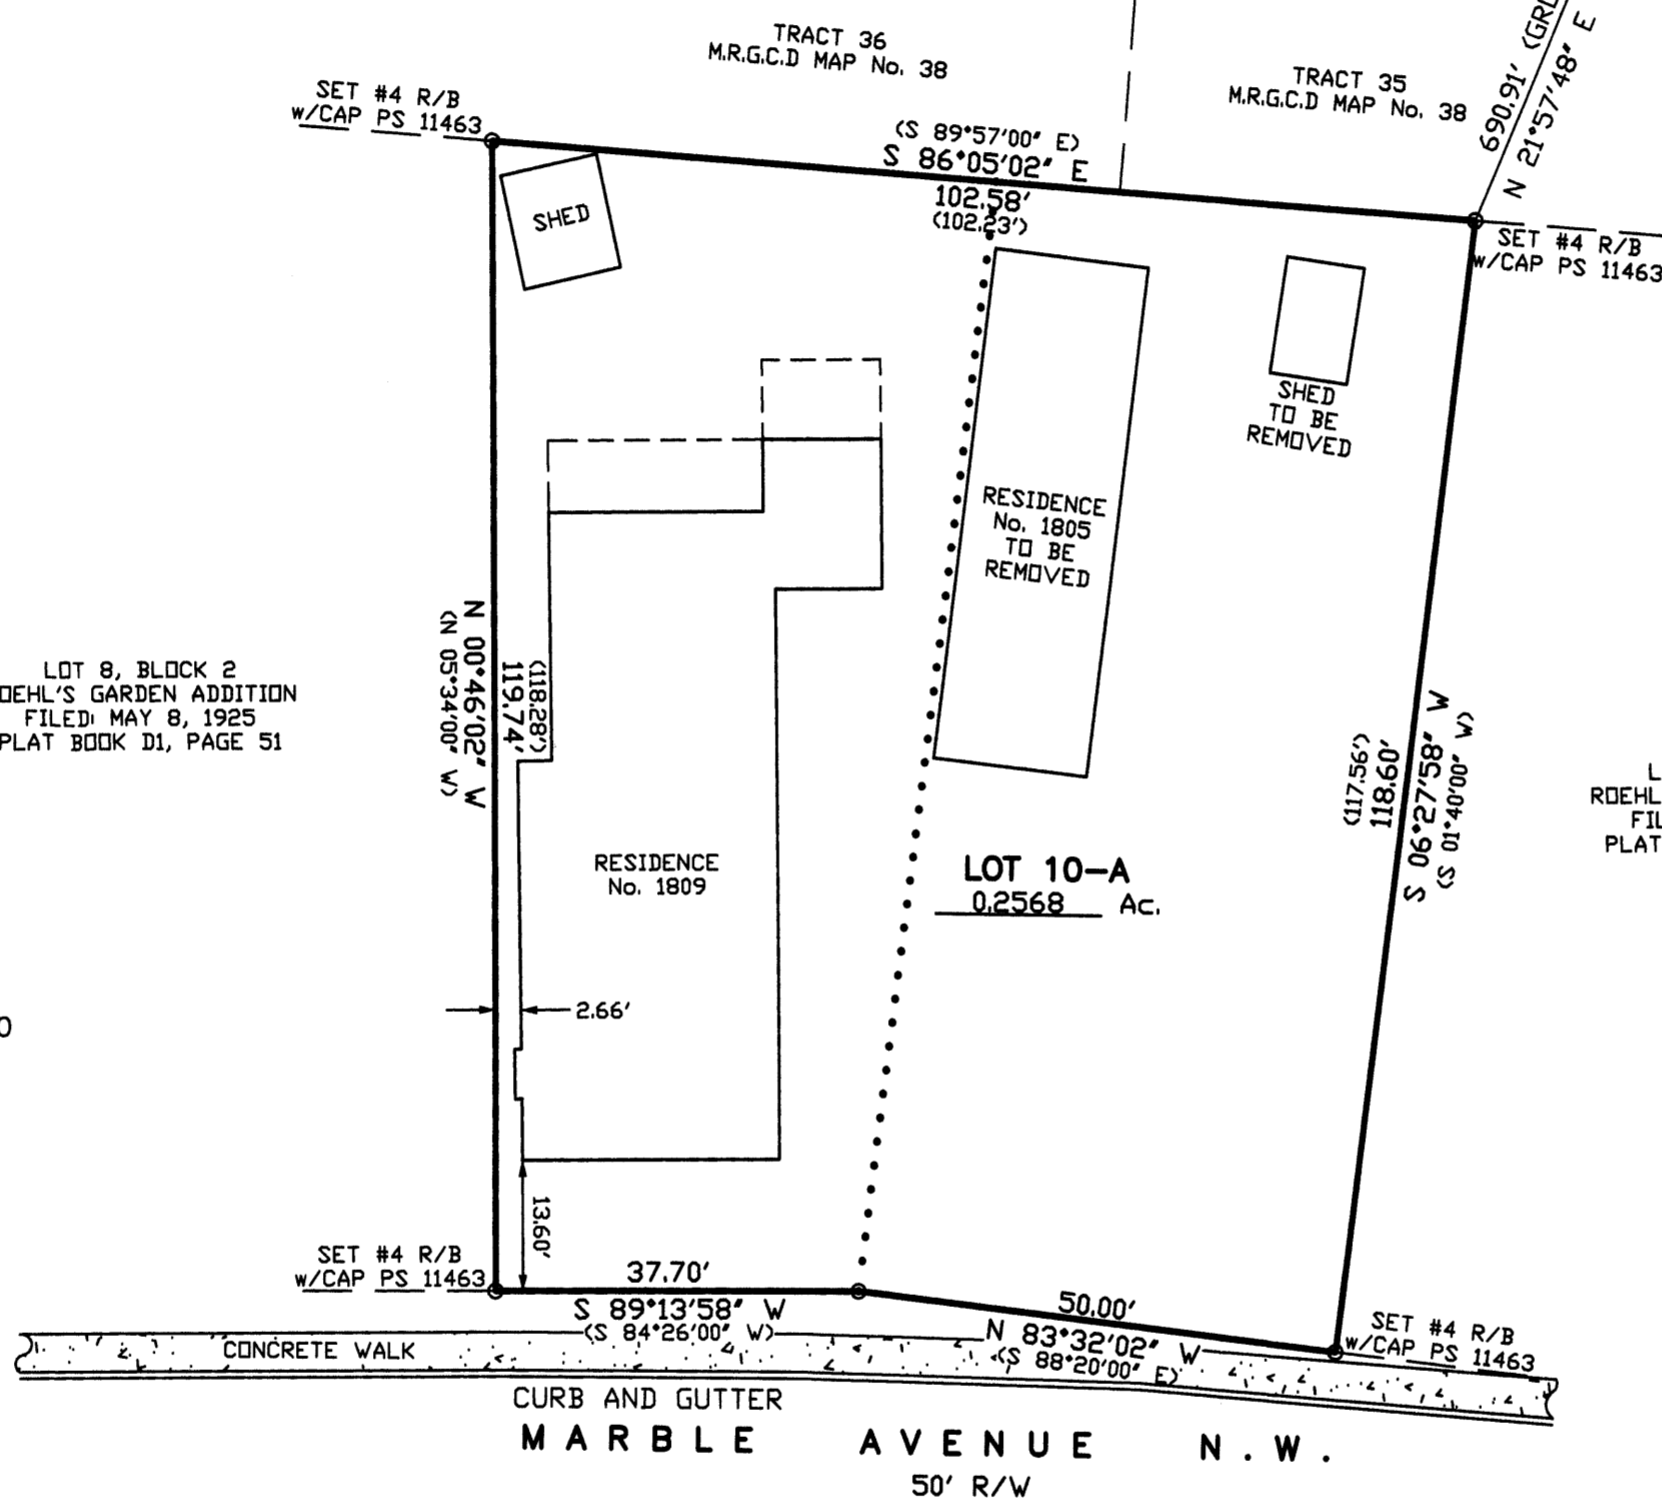 TRACT 36
M.R.G.C.D MAP No. 38
TRACT 35
M.R.G.C.D MAP No. 38
690.91'
N 21°57'48" E
SET #4 R/B
w/CAP PS 11463
(S 89°57'00" E)
S 86°05'02" E
102.58'
(102.23')
SHED
SET #4 R/B
w/CAP PS 11463
SHED
TO BE
REMOVED
RESIDENCE
No. 1805
TO BE
REMOVED
LOT 8, BLOCK 2
OEHL'S GARDEN ADDITION
FILED: MAY 8, 1925
PLAT BOOK D1, PAGE 51
N 00°46'02" W
(N 05°34'00" W)
(118.28')
119.74'
(117.56')
118.60'
S 06°27'58" W
(S 01°40'00" W)
ROEHL
FIL
PLAT
RESIDENCE
No. 1809
LOT 10-A
0.2568 Ac.
2.66'
13.60'
SET #4 R/B
w/CAP PS 11463
37.70'
S 89°13'58" W
(S 84°26'00" W)
50.00'
N 83°32'02" W
(S 88°20'00" E)
SET #4 R/B
w/CAP PS 11463
CONCRETE WALK
CURB AND GUTTER
MARBLE AVENUE N.W.
50' R/W